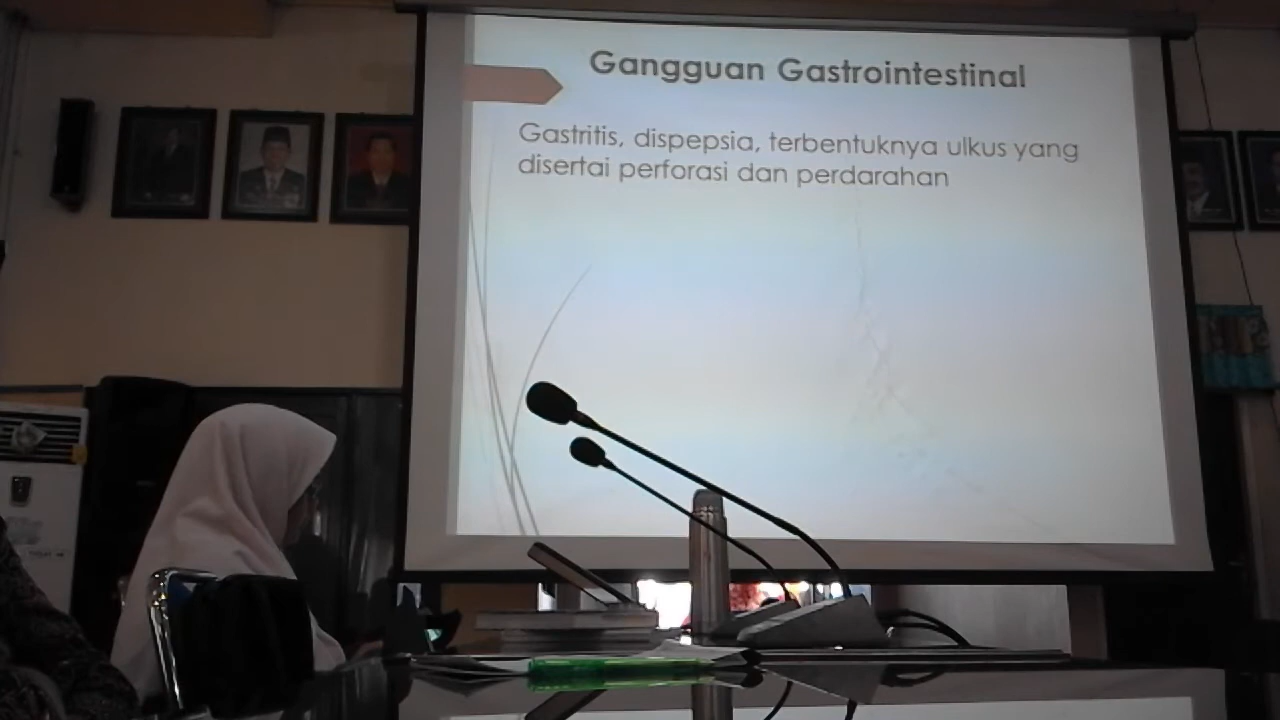 Gangguan Gastrointestinal
Gastritis, dispepsia, terbentuknya ulkus yang
disertai perforasi dan perdarahan